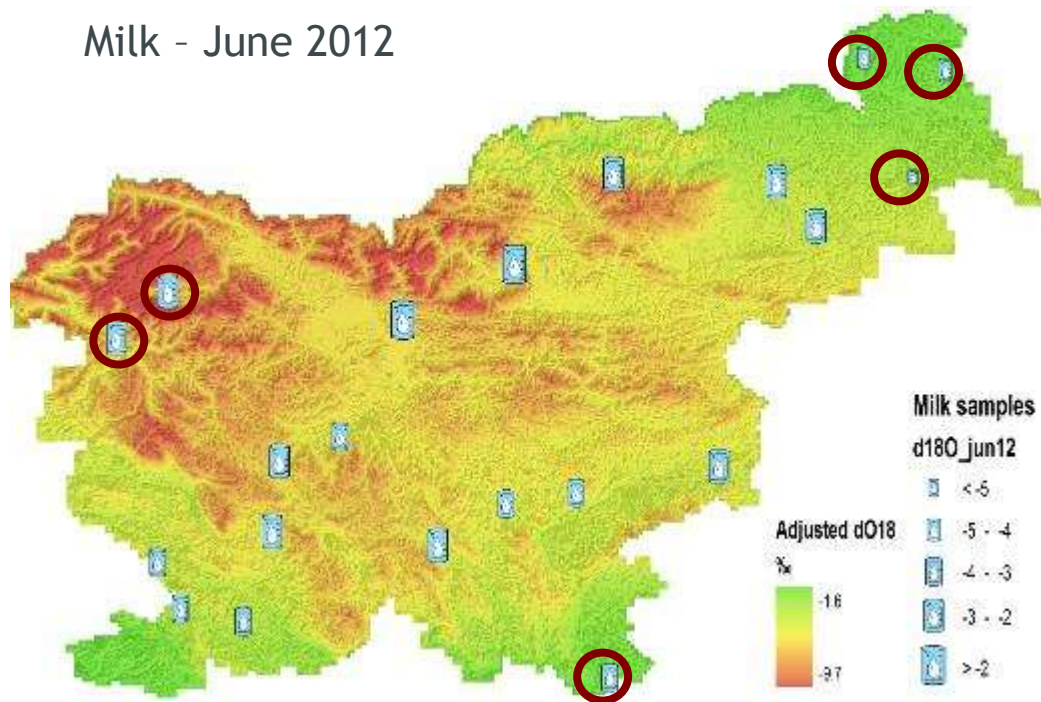 Milk – June 2012
Milk samples
d18O_jun12
< -5
-5 - -4
-4 - -3
-3 - -2
> -2
Adjusted dO18
‰
-1.6
-9.7